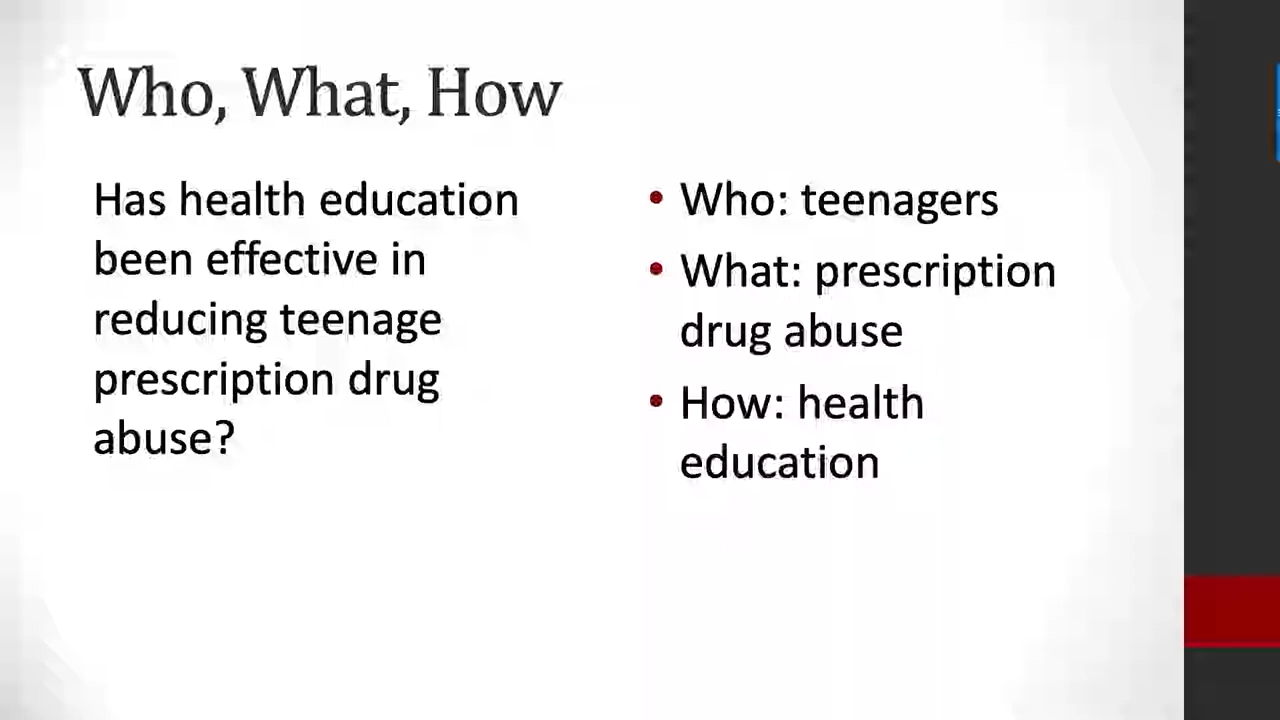 Who, What, How
Has health education
been effective in
reducing teenage
prescription drug
abuse?
• Who: teenagers
• What: prescription
drug abuse
• How: health
education